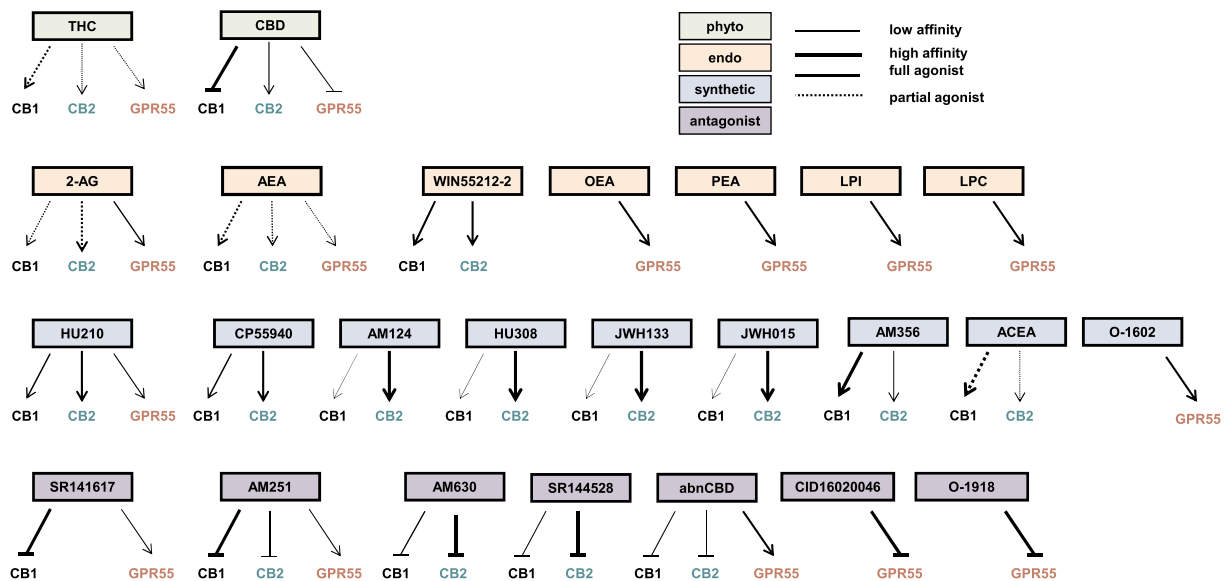 THC CBD
CB1 CB2 GPR55 CB1 CB2 GPR55
phyto
endo
synthetic
antagonist
low affinity
high affinity
full agonist
partial agonist
2-AG AEA WIN55212-2 OEA PEA LPI LPC
CB1 CB2 GPR55 CB1 CB2 GPR55 CB1 CB2 GPR55 GPR55 GPR55 GPR55
HU210 CP55940 AM124 HU308 JWH133 JWH015 AM356 ACEA O-1602
CB1 CB2 GPR55 CB1 CB2 CB1 CB2 CB1 CB2 CB1 CB2 CB1 CB2 CB1 CB2 CB1 CB2 GPR55
SR141617 AM251 AM630 SR144528 abnCBD CID16020046 O-1918
CB1 GPR55 CB1 CB2 GPR55 CB1 CB2 CB1 CB2 CB1 CB2 GPR55 GPR55 GPR55